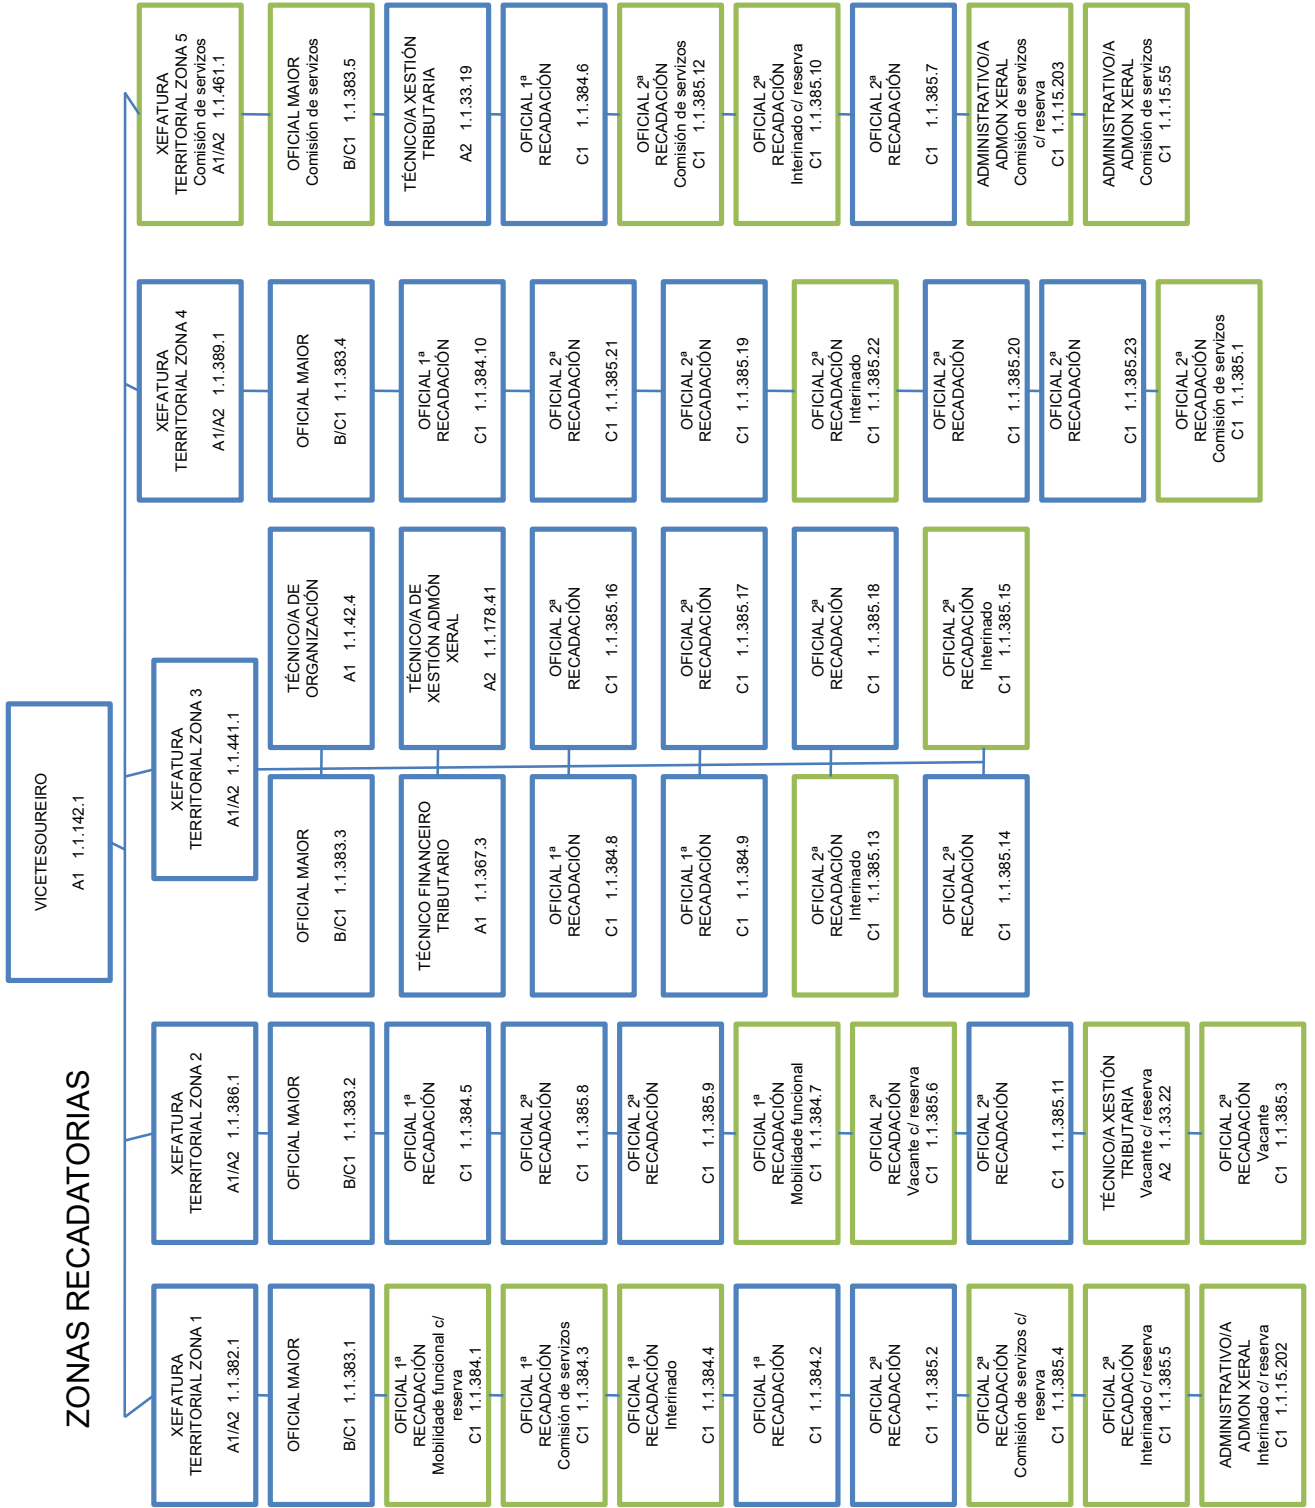 ZONAS RECADATORIAS
VICETESOUREIRO
A1 1.1.142.1
XEFATURA
TERRITORIAL ZONA 1
A1/A2 1.1.382.1
OFICIAL MAIOR
B/C1 1.1.383.1
OFICIAL 1ª
RECADACIÓN
Mobilidade funcional c/
reserva
C1 1.1.384.1
OFICIAL 1ª
RECADACIÓN
Comisión de servizos
C1 1.1.384.3
OFICIAL 1ª
RECADACIÓN
Interinado
C1 1.1.384.4
OFICIAL 1ª
RECADACIÓN
C1 1.1.384.2
OFICIAL 2ª
RECADACIÓN
C1 1.1.385.2
OFICIAL 2ª
RECADACIÓN
Comisión de servizos c/
reserva
C1 1.1.385.4
OFICIAL 2ª
RECADACIÓN
Interinado c/ reserva
C1 1.1.385.5
ADMINISTRATIVO/A
ADMON XERAL
Interinado c/ reserva
C1 1.1.15.202
XEFATURA
TERRITORIAL ZONA 2
A1/A2 1.1.386.1
OFICIAL MAIOR
B/C1 1.1.383.2
OFICIAL 1ª
RECADACIÓN
C1 1.1.384.5
OFICIAL 2ª
RECADACIÓN
C1 1.1.385.8
OFICIAL 2ª
RECADACIÓN
C1 1.1.385.9
OFICIAL 1ª
RECADACIÓN
Mobilidade funcional
C1 1.1.384.7
OFICIAL 2ª
RECADACIÓN
Vacante c/ reserva
C1 1.1.385.6
OFICIAL 2ª
RECADACIÓN
C1 1.1.385.11
TÉCNICO/A XESTIÓN
TRIBUTARIA
Vacante c/ reserva
A2 1.1.33.22
OFICIAL 2ª
RECADACIÓN
Vacante
C1 1.1.385.3
XEFATURA
TERRITORIAL ZONA 3
A1/A2 1.1.441.1
OFICIAL MAIOR
B/C1 1.1.383.3
TÉCNICO/A DE
ORGANIZACIÓN
A1 1.1.42.4
TÉCNICO FINANCEIRO
TRIBUTARIO
A1 1.1.367.3
TÉCNICO/A DE
XESTIÓN ADMÓN
XERAL
A2 1.1.178.41
OFICIAL 1ª
RECADACIÓN
C1 1.1.384.8
OFICIAL 2ª
RECADACIÓN
C1 1.1.385.16
OFICIAL 1ª
RECADACIÓN
C1 1.1.384.9
OFICIAL 2ª
RECADACIÓN
C1 1.1.385.17
OFICIAL 2ª
RECADACIÓN
Interinado
C1 1.1.385.13
OFICIAL 2ª
RECADACIÓN
C1 1.1.385.18
OFICIAL 2ª
RECADACIÓN
C1 1.1.385.14
OFICIAL 2ª
RECADACIÓN
Interinado
C1 1.1.385.15
XEFATURA
TERRITORIAL ZONA 4
A1/A2 1.1.389.1
OFICIAL MAIOR
B/C1 1.1.383.4
OFICIAL 1ª
RECADACIÓN
C1 1.1.384.10
OFICIAL 2ª
RECADACIÓN
C1 1.1.385.21
OFICIAL 2ª
RECADACIÓN
C1 1.1.385.19
OFICIAL 2ª
RECADACIÓN
Interinado
C1 1.1.385.22
OFICIAL 2ª
RECADACIÓN
C1 1.1.385.20
OFICIAL 2ª
RECADACIÓN
C1 1.1.385.23
OFICIAL 2ª
RECADACIÓN
Comisión de servizos
C1 1.1.385.1
XEFATURA
TERRITORIAL ZONA 5
Comisión de servizos
A1/A2 1.1.461.1
OFICIAL MAIOR
Comisión de servizos
B/C1 1.1.383.5
TÉCNICO/A XESTIÓN
TRIBUTARIA
A2 1.1.33.19
OFICIAL 1ª
RECADACIÓN
C1 1.1.384.6
OFICIAL 2ª
RECADACIÓN
Comisión de servizos
C1 1.1.385.12
OFICIAL 2ª
RECADACIÓN
Interinado c/ reserva
C1 1.1.385.10
OFICIAL 2ª
RECADACIÓN
C1 1.1.385.7
ADMINISTRATIVO/A
ADMON XERAL
Comisión de servizos
c/ reserva
C1 1.1.15.203
ADMINISTRATIVO/A
ADMON XERAL
Comisión de servizos
C1 1.1.15.55